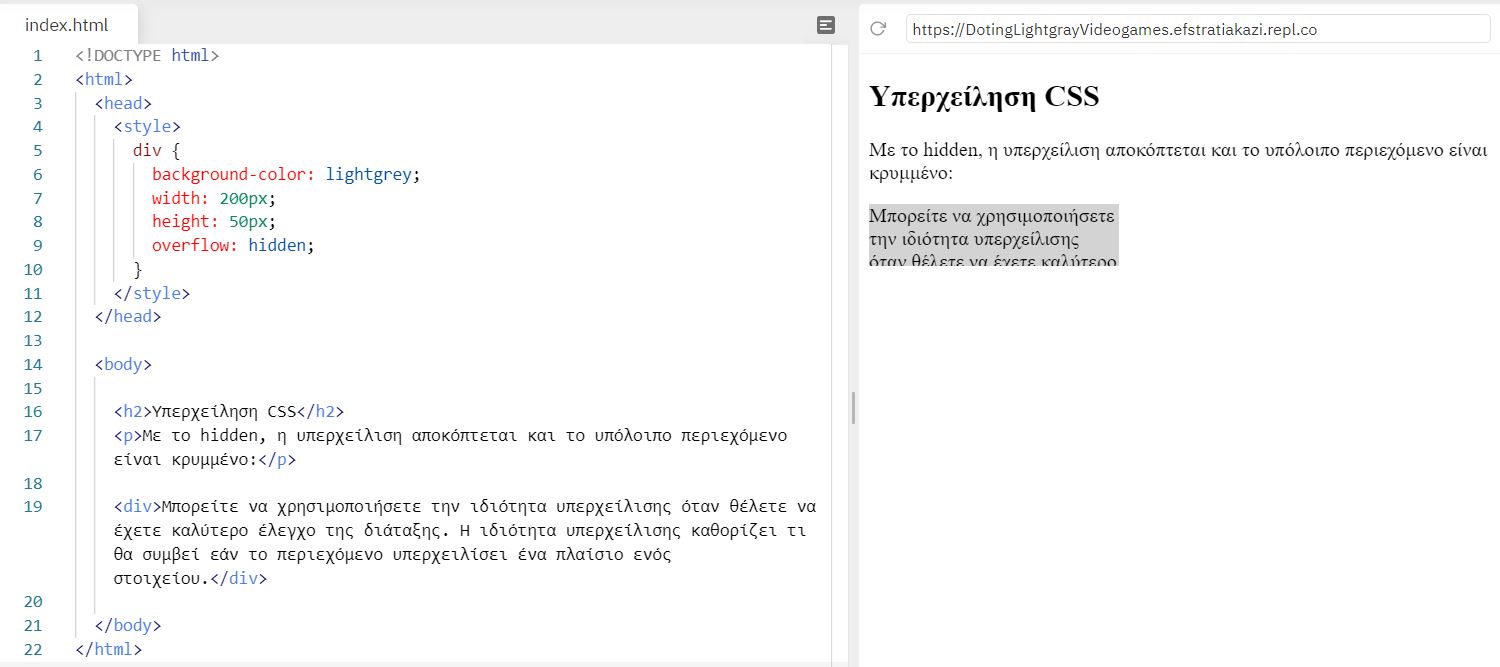 index.html
1 <!DOCTYPE html>
2 <html>
3 <head>
4 <style>
5 div {
6 background-color: lightgrey;
7 width: 200px;
8 height: 50px;
9 overflow: hidden;
10 }
11 </style>
12 </head>
13
14 <body>
15
16 <h2>Υπερχείληση CSS</h2>
17 <p>Με το hidden, η υπερχείλιση αποκόπτεται και το υπόλοιπο περιεχόμενο
είναι κρυμμένο:</p>
18
19 <div>Μπορείτε να χρησιμοποιήσετε την ιδιότητα υπερχείλισης όταν θέλετε να
έχετε καλύτερο έλεγχο της διάταξης. Η ιδιότητα υπερχείλισης καθορίζει τι
θα συμβεί εάν το περιεχόμενο υπερχειλίσει ένα πλαίσιο ενός
στοιχείου.</div>
20
21 </body>
22 </html>
https://DotingLightgrayVideogames.efstratiakazi.repl.co
Υπερχείληση CSS
Με το hidden, η υπερχείλιση αποκόπτεται και το υπόλοιπο περιεχόμενο είναι
κρυμμένο:
Μπορείτε να χρησιμοποιήσετε
την ιδιότητα υπερχείλισης
όταν θέλετε να έχετε καλύτερο